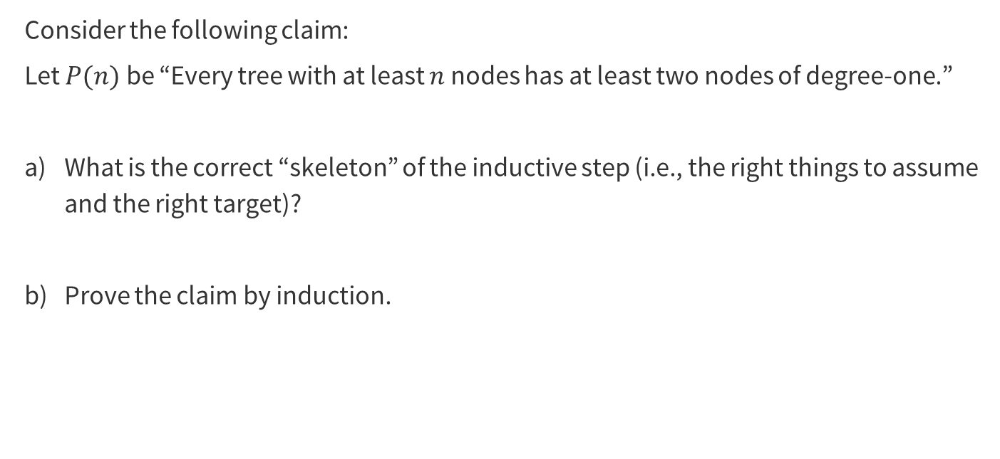 Consider the following claim:
Let P(n) be “Every tree with at least n nodes has at least two nodes of degree-one.”
a) What is the correct “skeleton” of the inductive step (i.e., the right things to assume
and the right target)?
b) Prove the claim by induction.